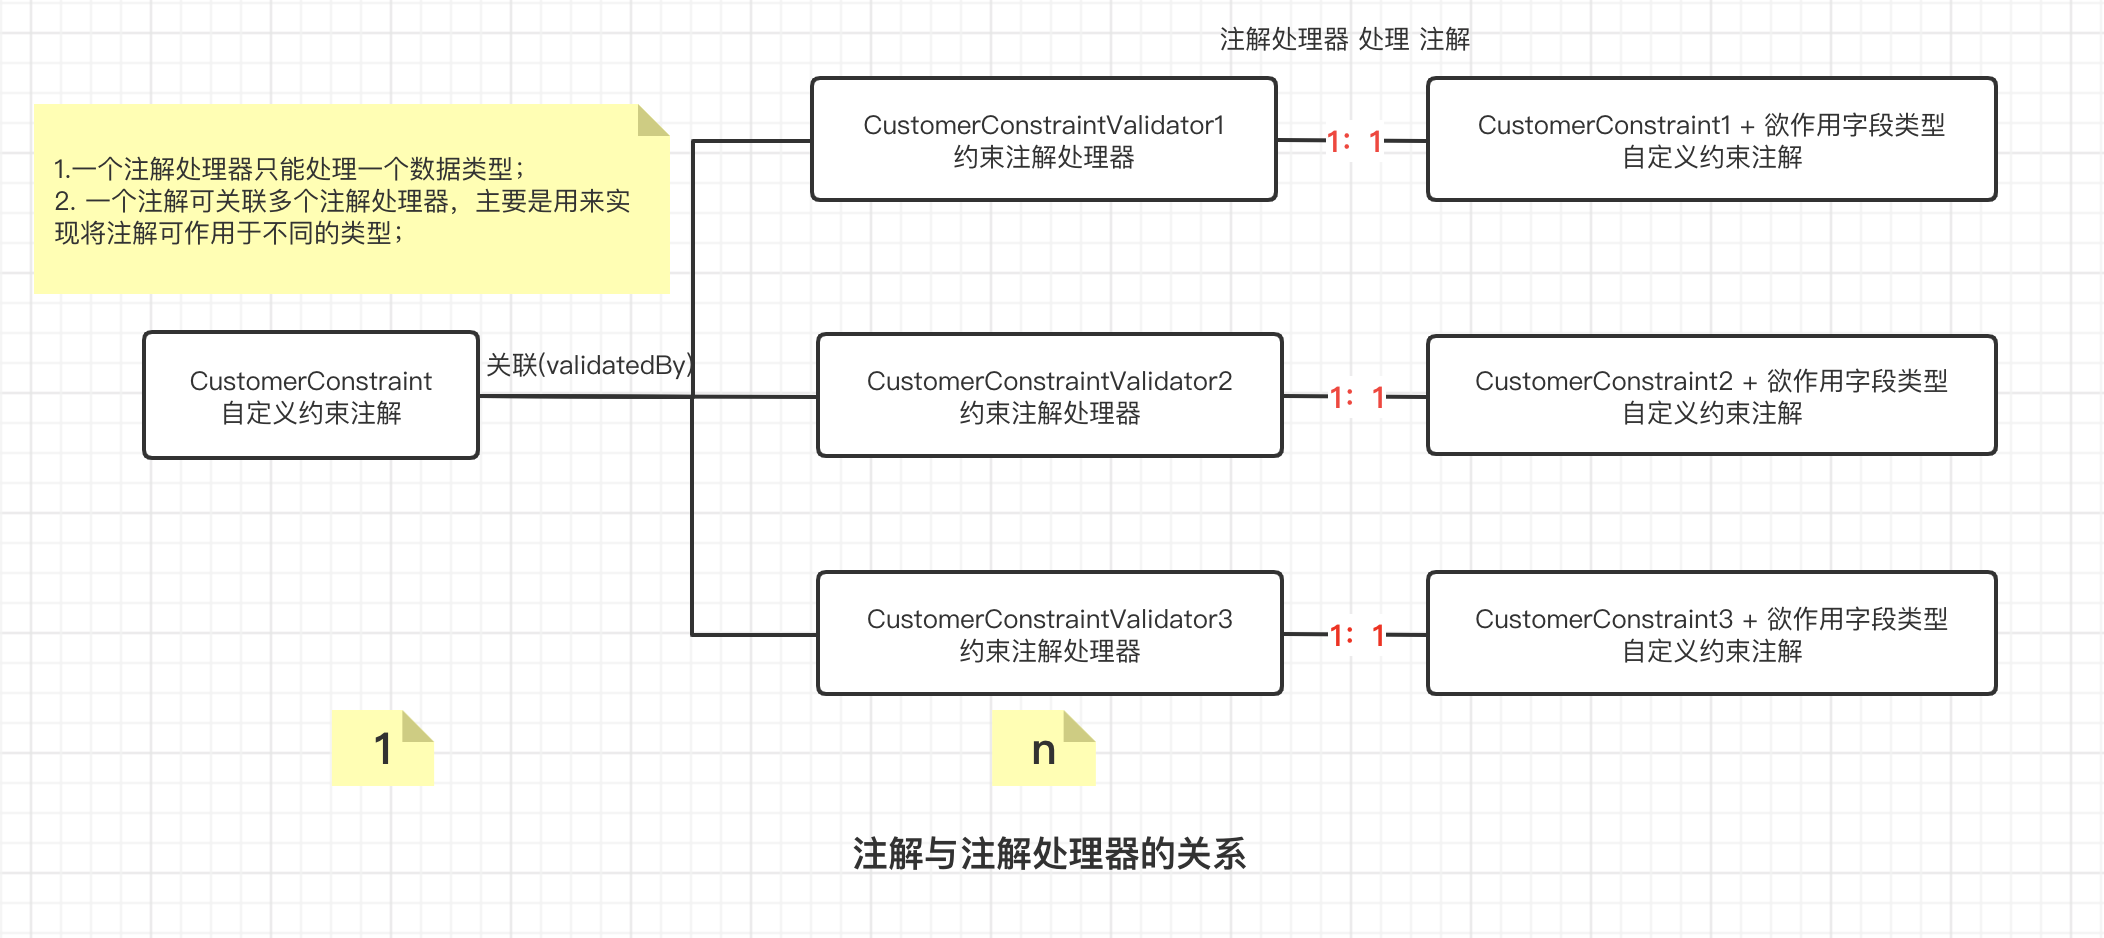 注解处理器 处理 注解
1.一个注解处理器只能处理一个数据类型；
2. 一个注解可关联多个注解处理器，主要是用来实
现将注解可作用于不同的类型；
CustomerConstraintValidator1
约束注解处理器
1： 1
CustomerConstraint1 + 欲作用字段类型
自定义约束注解
CustomerConstraint
自定义约束注解
关联(validatedBy)
CustomerConstraintValidator2
约束注解处理器
1： 1
CustomerConstraint2 + 欲作用字段类型
自定义约束注解
CustomerConstraintValidator3
约束注解处理器
1： 1
CustomerConstraint3 + 欲作用字段类型
自定义约束注解
1
n
注解与注解处理器的关系